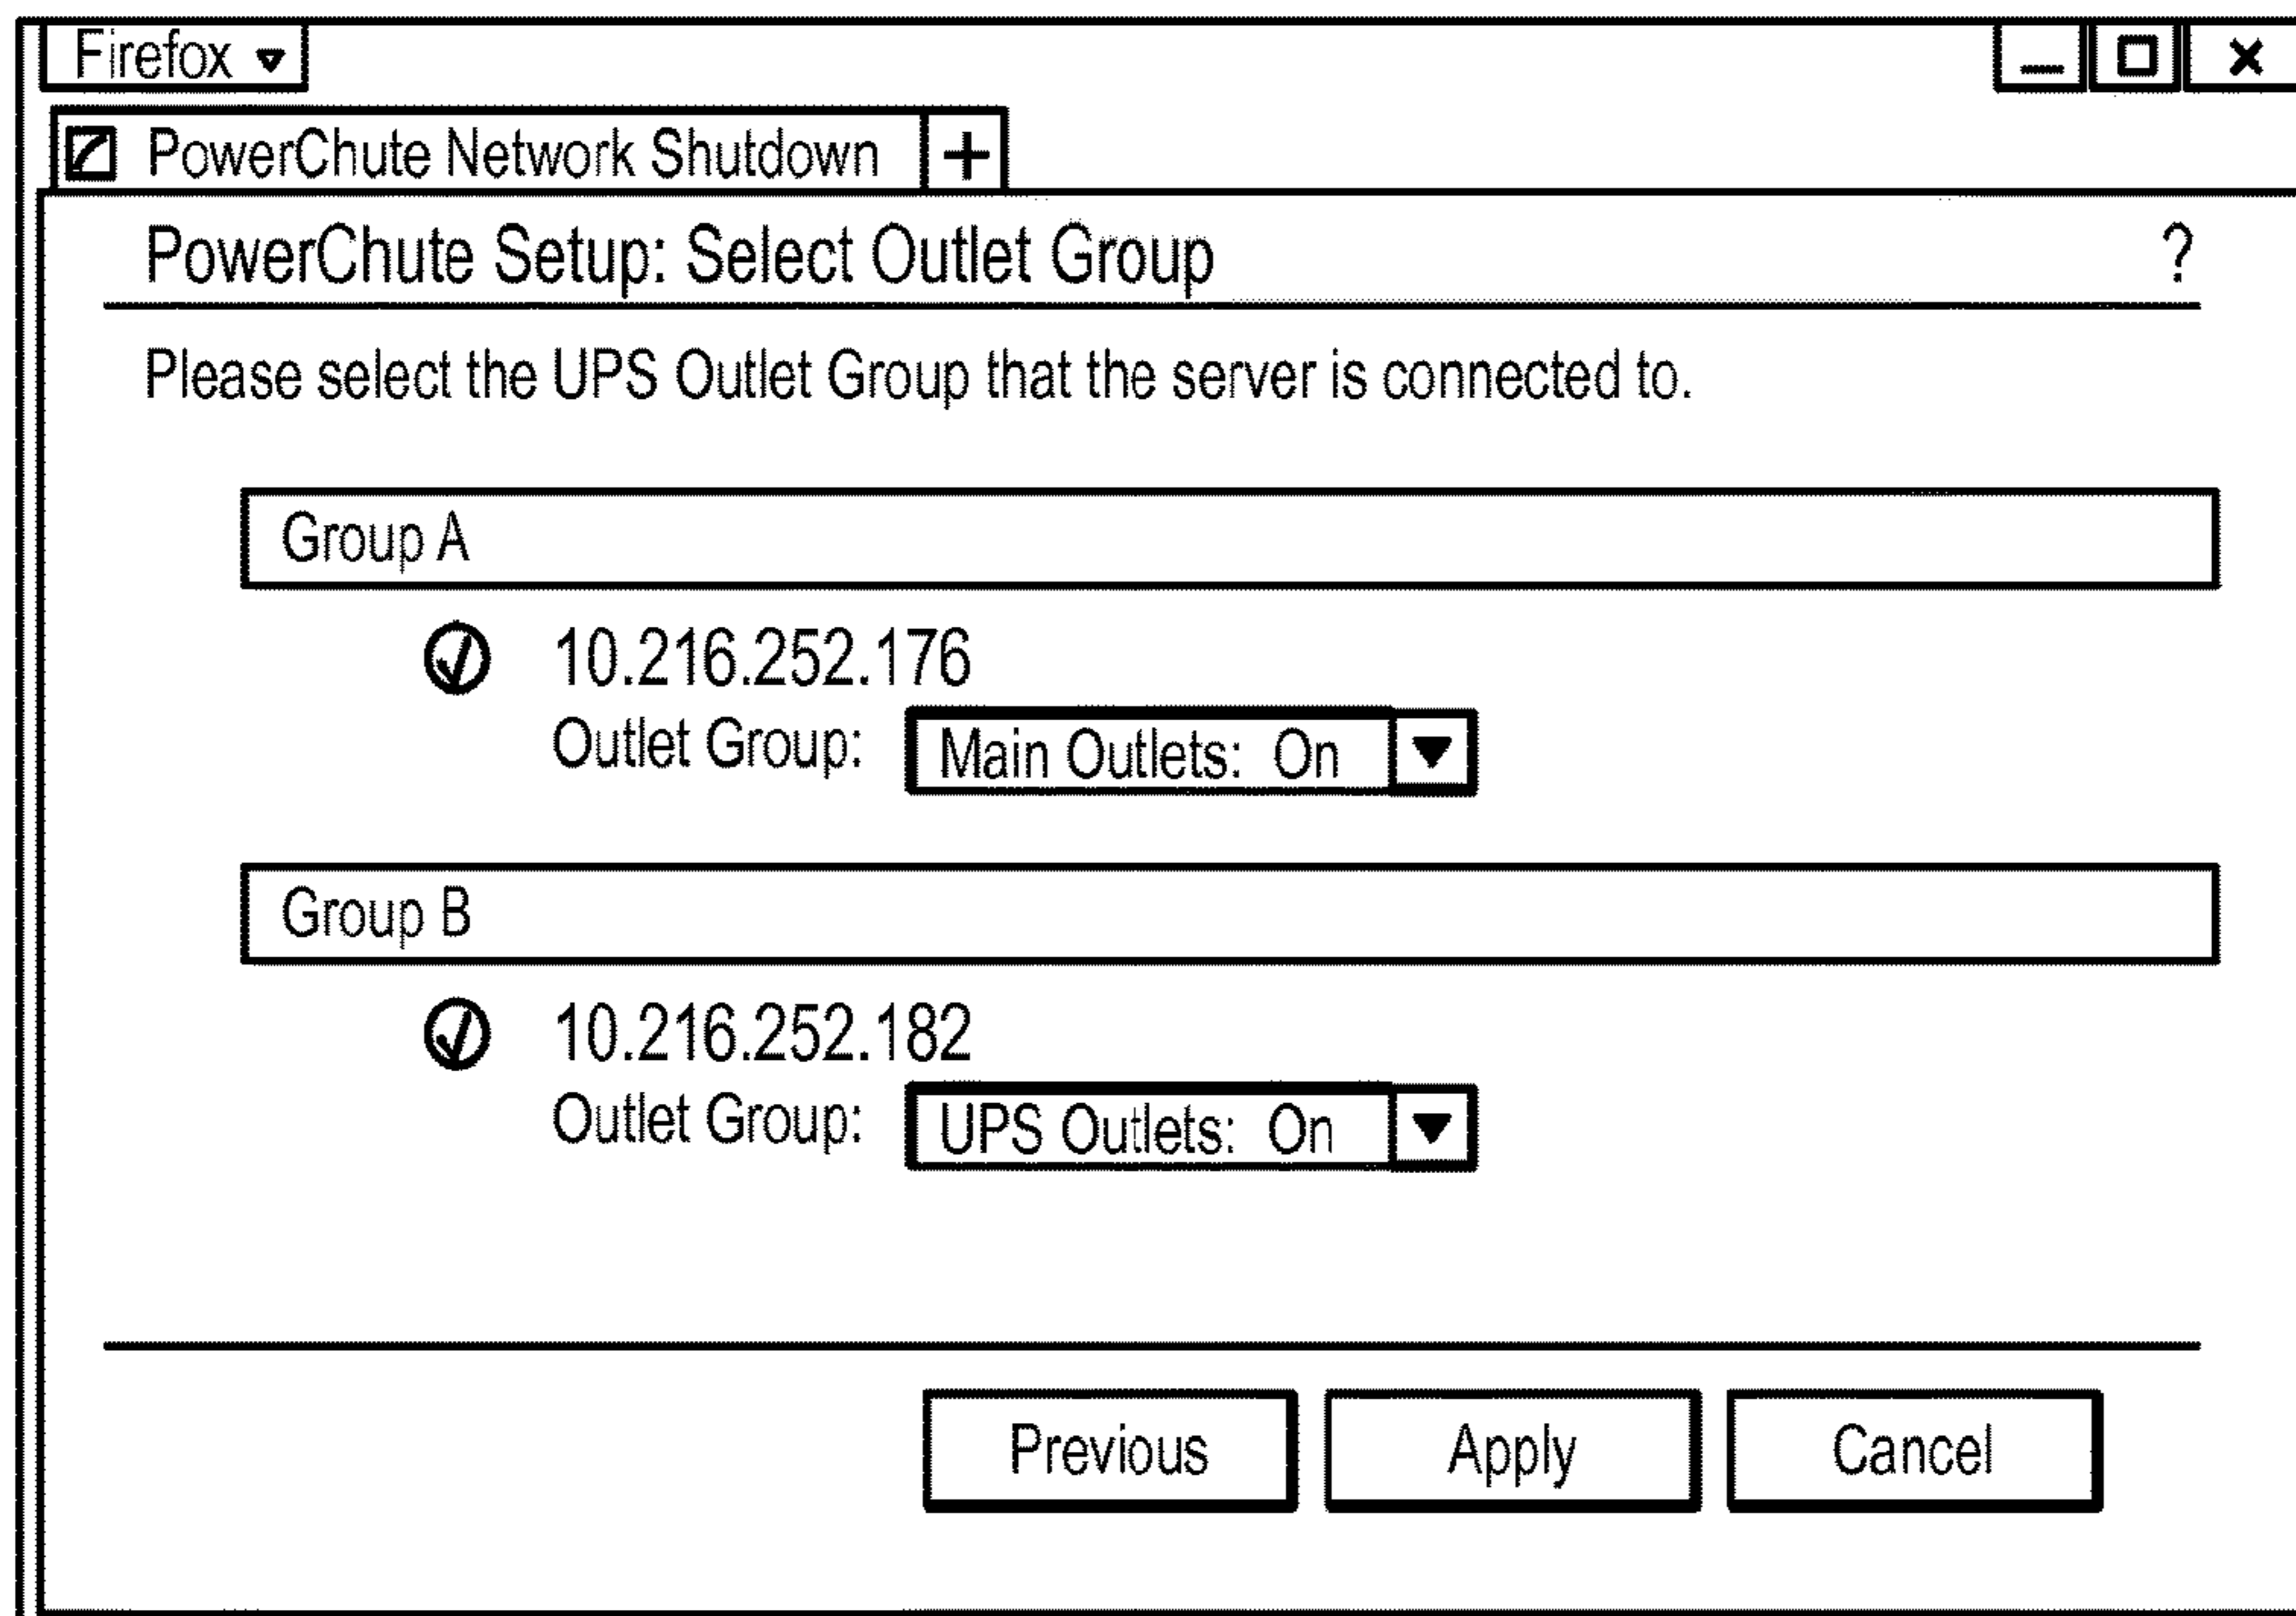 Firefox
PowerChute Network Shutdown +
PowerChute Setup: Select Outlet Group ?
Please select the UPS Outlet Group that the server is connected to.
Group A
10.216.252.176
Outlet Group: Main Outlets: On
Group B
10.216.252.182
Outlet Group: UPS Outlets: On
Previous Apply Cancel